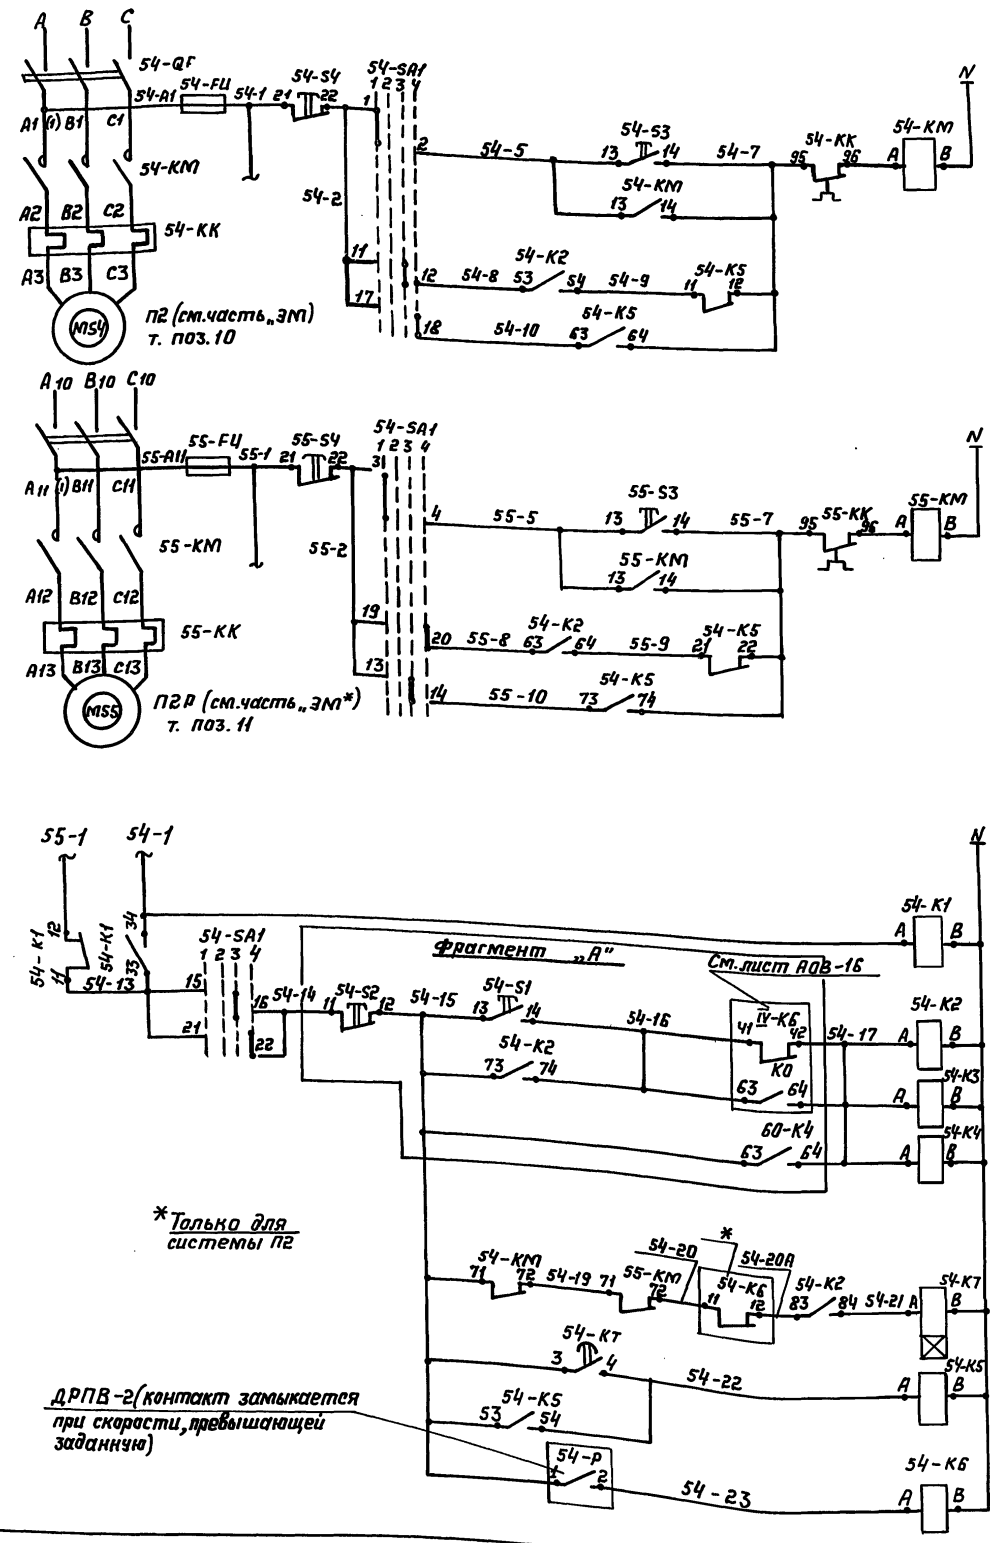 A B C
54-QF
54-A1 54-FU 54-1 21 54-S4 22
54-SA1
1 2 3 4
1
N
A1 (1) B1 C1
54-KM
2 54-5 13 54-S3 14 54-7 95 54-KK 96 A 54-KM B
54-KM
13 14
A2 B2 C2
54-KK
54-2
11
12 54-8 53 54-K2 54 54-9 11 54-K5 12
A3 B3 C3
17
18 54-10 63 54-K5 64
M54
П2 (см. часть „ЭМ)
т. поз. 10
A10 B10 C10
55-A11 55-FU 55-1 21 55-S4 22
54-SA1
1 2 3 4
3
N
A11 (1) B11 C11
55-KM
4 55-5 13 55-S3 14 55-7 95 55-KK 96 A 55-KM B
55-KM
13 14
55-2
A12 B12 C12
55-KK
19
20 55-8 63 54-K2 64 55-9 21 54-K5 22
A13 B13 C13
13
14 55-10 73 54-K5 74
M55
П2Р (см. часть „ЭМ*)
т. поз. 11
55-1 54-1
N
54-K1 12 11
54-K1 34 33
54-13
54-SA1
1 2 3 4
15 16
21 22
Фрагмент „А"
См. лист АОВ-16
A 54-K1 B
54-14 11 54-S2 12 54-15 13 54-S1 14 54-16 41 IV-K6 42 54-17 A 54-K2 B
КО
73 54-K2 74 63 64 A 54-K3 B
63 60-K4 64 A 54-K4 B
* Только для
системы П2
71 54-KM 72 54-19 71 55-KM 72 54-20 * 11 54-K6 12 54-20A 83 54-K2 84 54-21 A 54-K7 B
3 54-KT 4 54-22 A 54-K5 B
53 54-K5 54
ДРПВ-2 (контакт замыкается
при скорости, превышающей
заданную)
1 54-P 2 54-23 A 54-K6 B